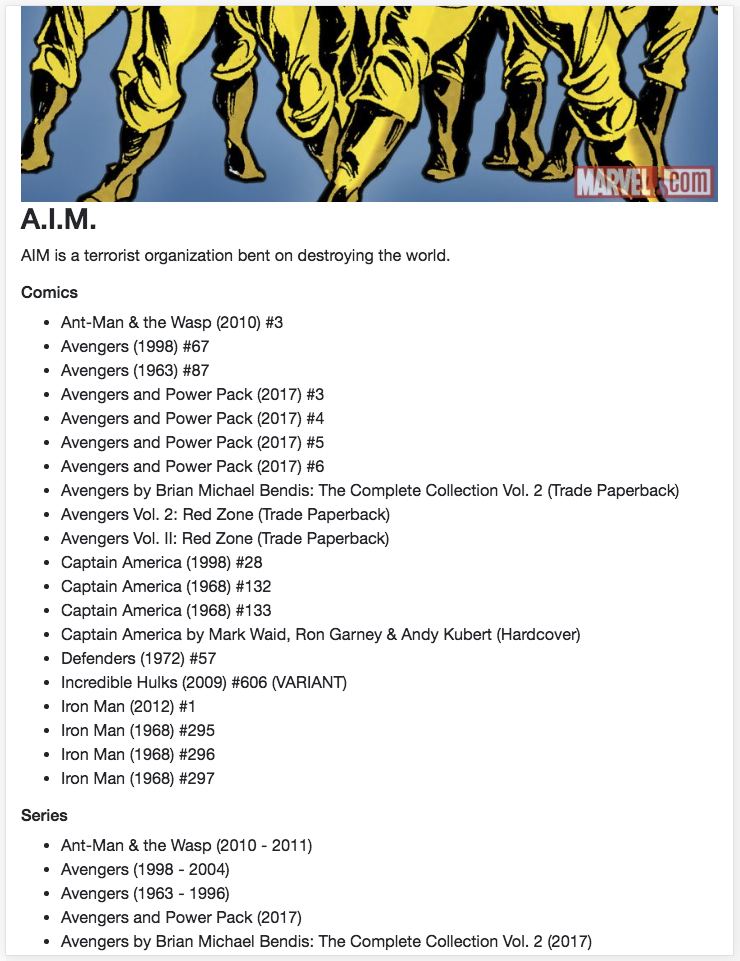 MARVEL.com
A.I.M.
AIM is a terrorist organization bent on destroying the world.
Comics
Ant-Man & the Wasp (2010) #3
Avengers (1998) #67
Avengers (1963) #87
Avengers and Power Pack (2017) #3
Avengers and Power Pack (2017) #4
Avengers and Power Pack (2017) #5
Avengers and Power Pack (2017) #6
Avengers by Brian Michael Bendis: The Complete Collection Vol. 2 (Trade Paperback)
Avengers Vol. 2: Red Zone (Trade Paperback)
Avengers Vol. II: Red Zone (Trade Paperback)
Captain America (1998) #28
Captain America (1968) #132
Captain America (1968) #133
Captain America by Mark Waid, Ron Garney & Andy Kubert (Hardcover)
Defenders (1972) #57
Incredible Hulks (2009) #606 (VARIANT)
Iron Man (2012) #1
Iron Man (1968) #295
Iron Man (1968) #296
Iron Man (1968) #297
Series
Ant-Man & the Wasp (2010 - 2011)
Avengers (1998 - 2004)
Avengers (1963 - 1996)
Avengers and Power Pack (2017)
Avengers by Brian Michael Bendis: The Complete Collection Vol. 2 (2017)